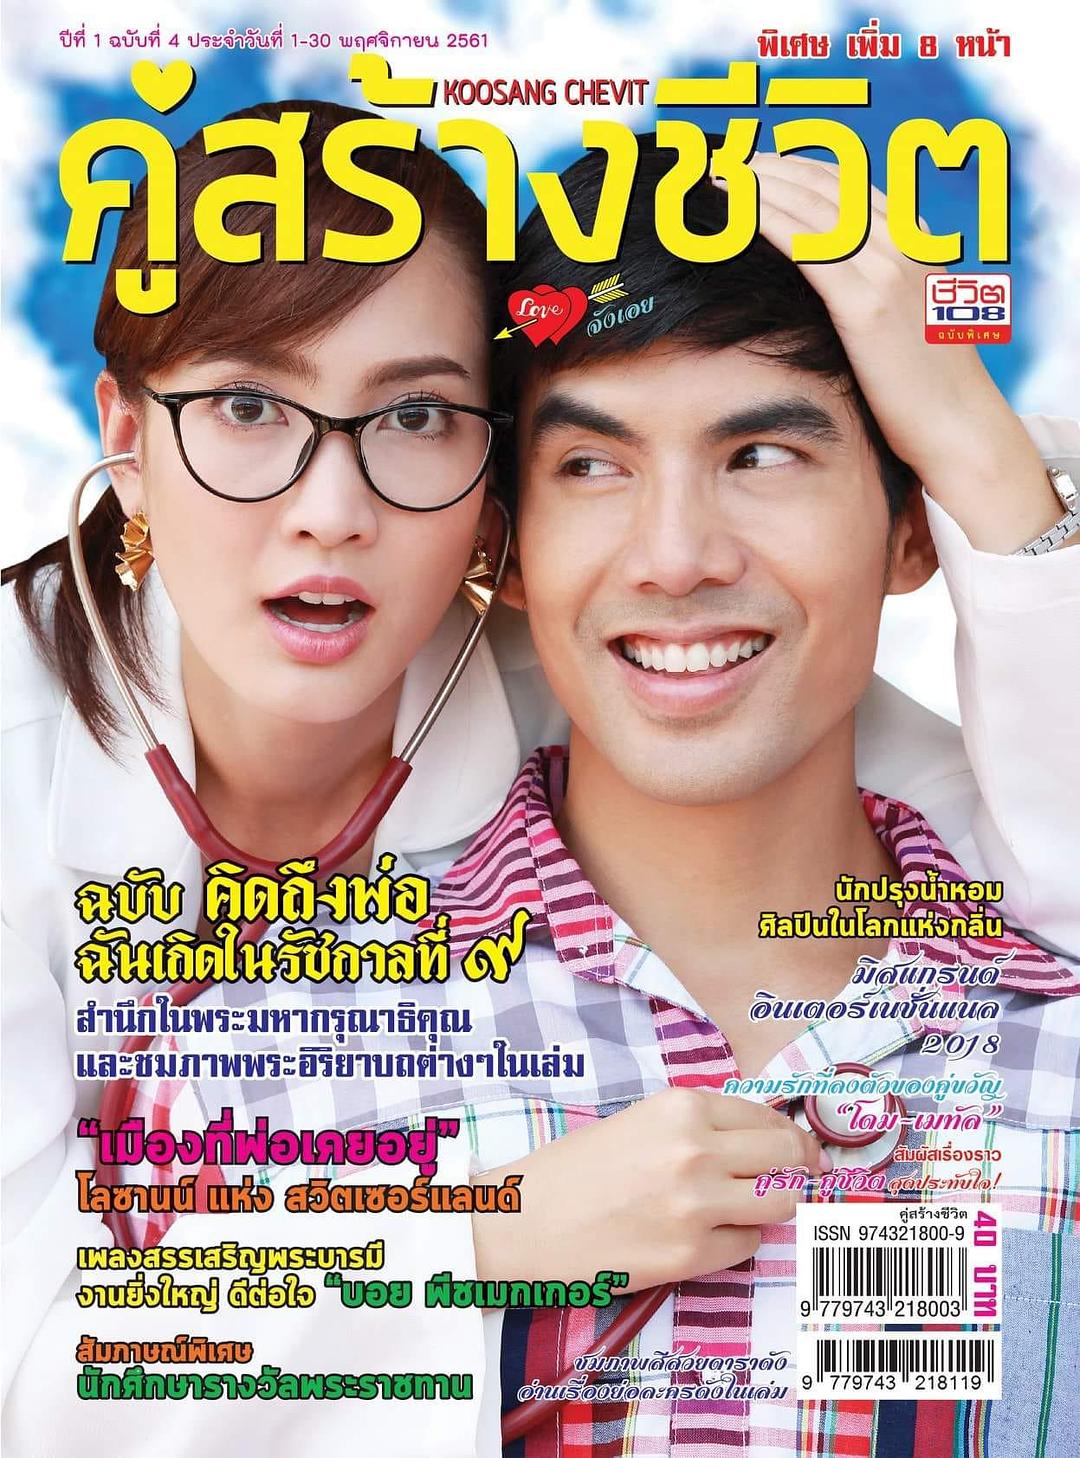 ปีที่ 1 ฉบับที่ 4 ประจำวันที่ 1-30 พฤศจิกายน 2561
พิเศษ เพิ่ม 8 หน้า
KOOSANG CHEVIT
คู่สร้างชีวิต
Love
จังเอย
ชีวิต
108
ฉบับพิเศษ
ฉบับ คิดถึงพ่อ
ฉันเกิดในรัชกาลที่ ๙
สำนึกในพระมหากรุณาธิคุณ
และชมภาพพระอิริยาบถต่างๆในเล่ม
"เมืองที่พ่อเคยอยู่"
โลซานน์ แห่ง สวิตเซอร์แลนด์
เพลงสรรเสริญพระบารมี
งานยิ่งใหญ่ ดีต่อใจ "บอย พีซเมกเกอร์"
สัมภาษณ์พิเศษ
นักศึกษารางวัลพระราชทาน
นักปรุงน้ำหอม
ศิลปินในโลกแห่งกลิ่น
มิสแกรนด์
อินเตอร์เนชั่นแนล
2018
ความรักที่ลงตัวของคู่ขวัญ
"โดม-เมทัล"
สัมผัสเรื่องราว
คู่รัก-คู่ชีวิต สุดประทับใจ!
คู่สร้างชีวิต
ISSN 974321800-9
40 บาท
9 779743 218003
9 779743 218119
ชมภาพสีสวยดาราดัง
อ่านเรื่องย่อละครดังในเล่ม